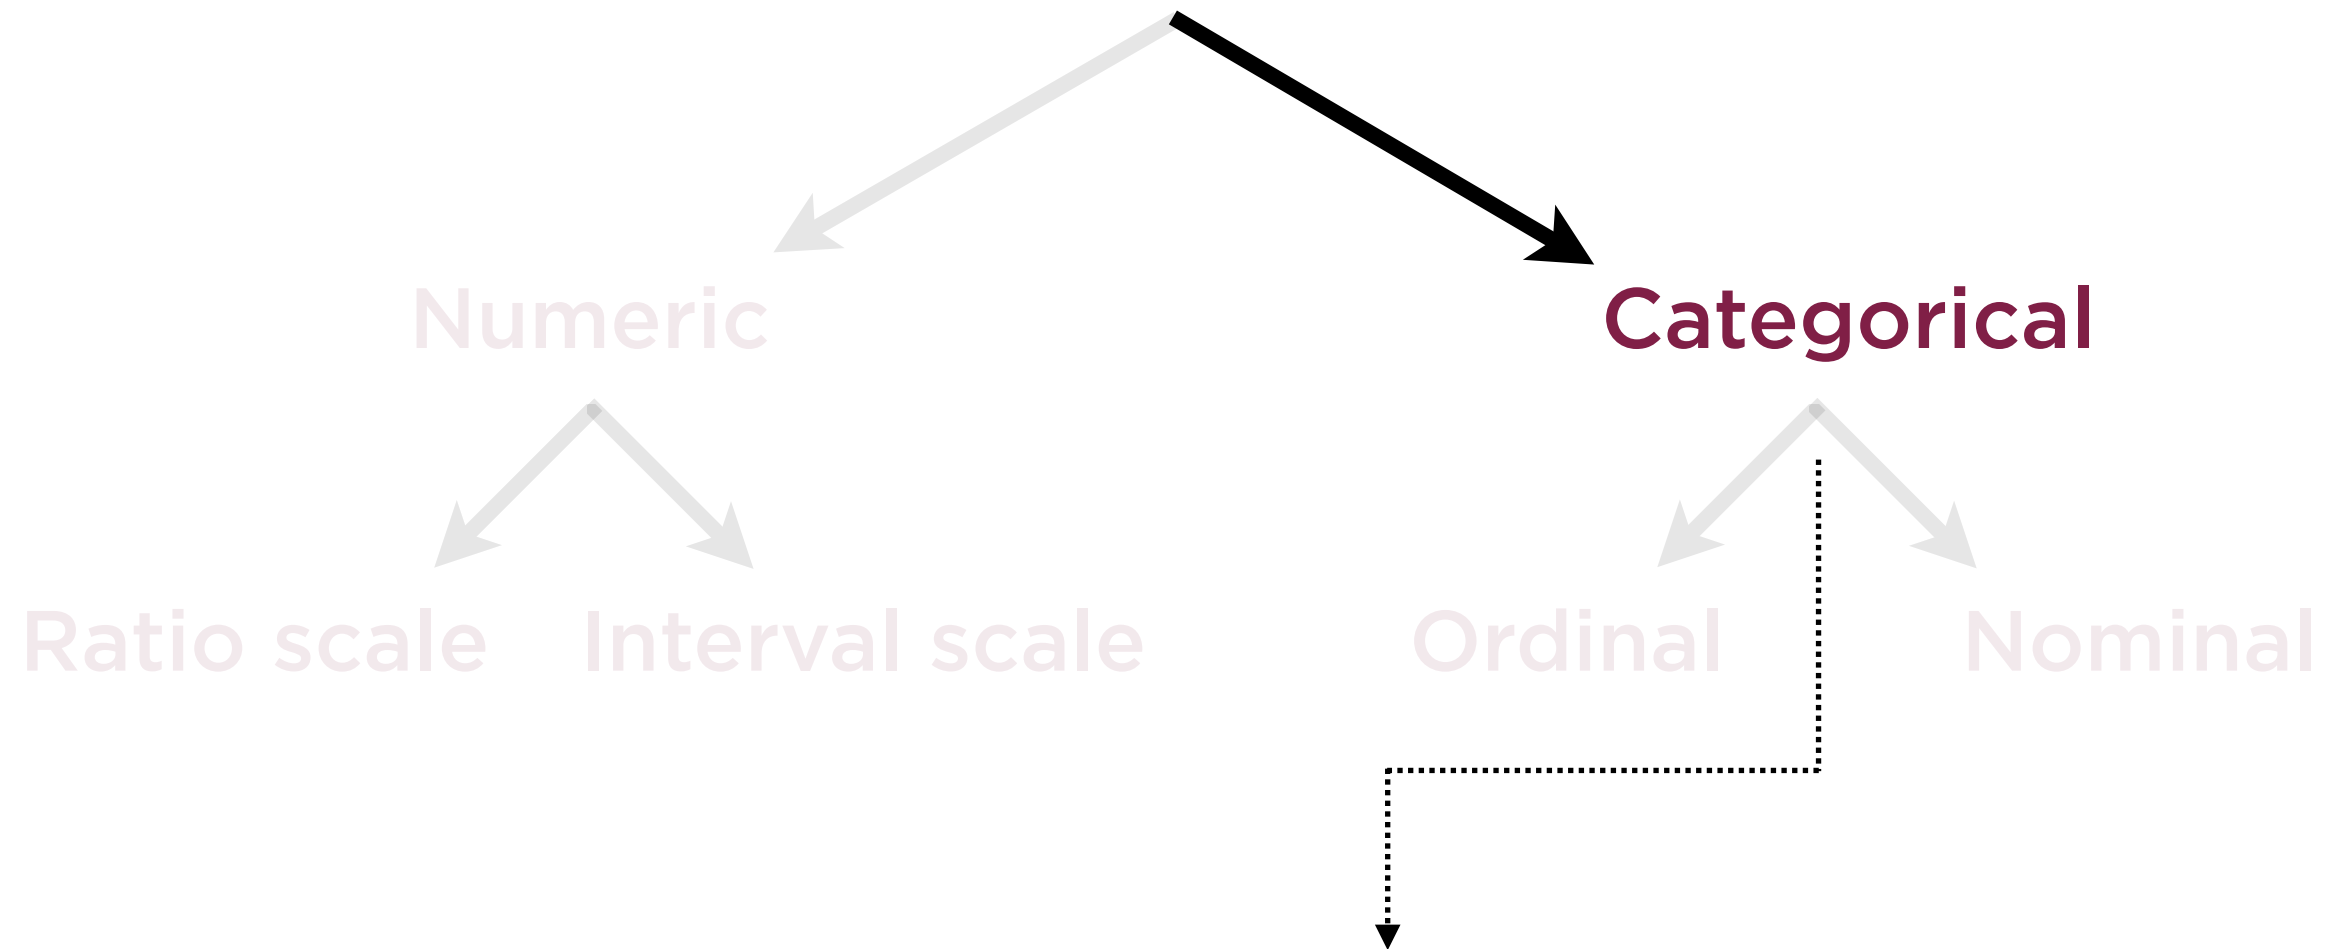 Numeric
Categorical
Ratio scale
Interval scale
Ordinal
Nominal